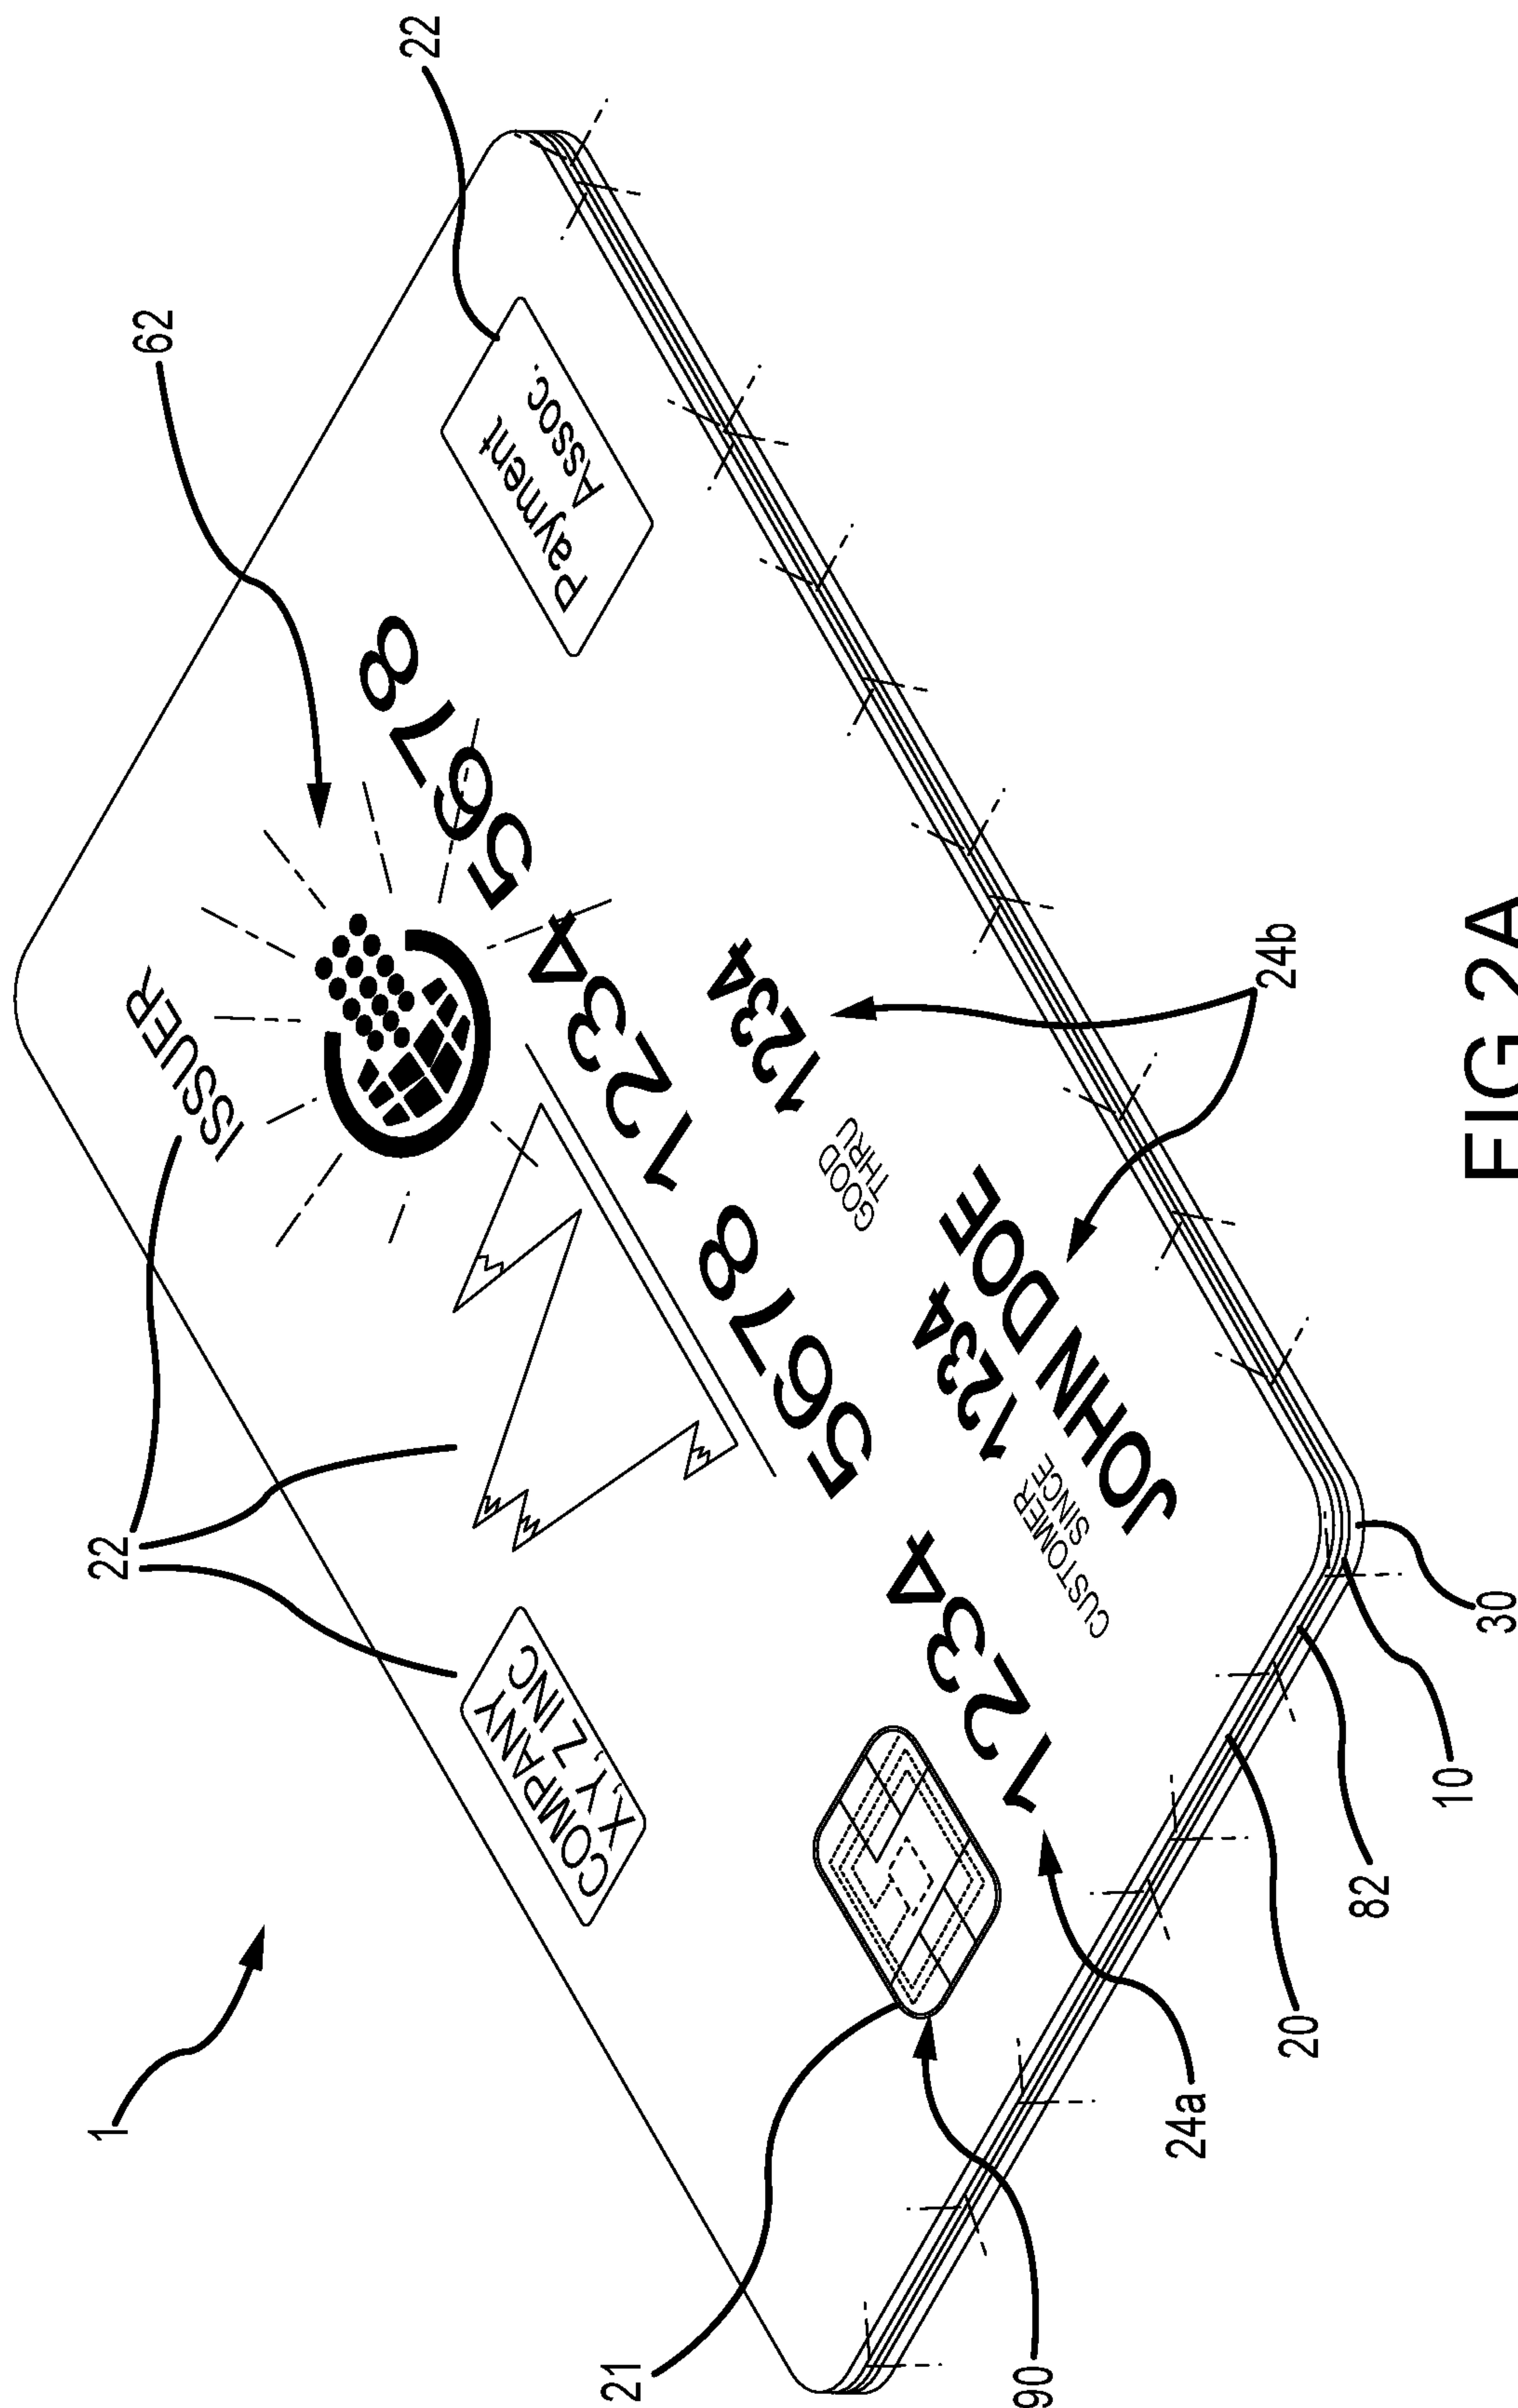 1
22
ISSUER
62
22
COMPANY
X.Y.Z INC
Payment
Assoc.
21
90
1234 5678 1234 5678
24a
CUSTOMER
SINCE
1234
GOOD
THRU
1234
JOHN DOE
24b
20
82
10
30
FIG 2A